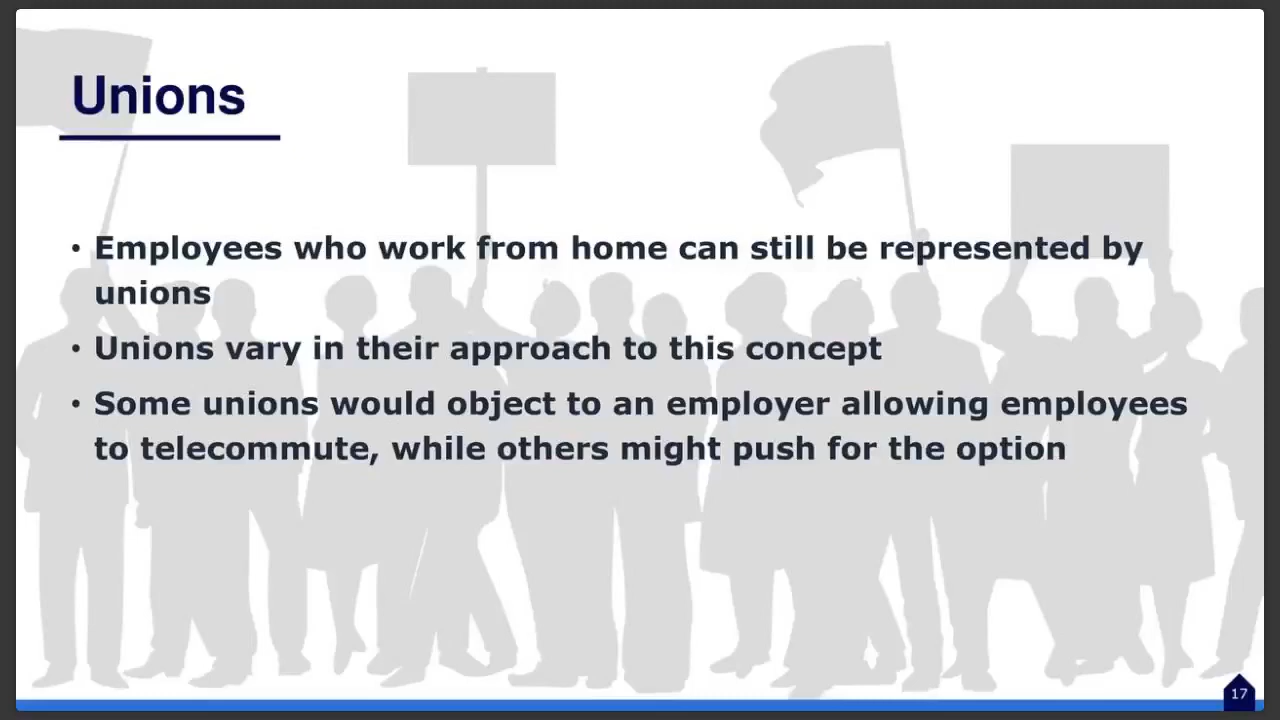 Unions
• Employees who work from home can still be represented by
unions
• Unions vary in their approach to this concept
• Some unions would object to an employer allowing employees
to telecommute, while others might push for the option
17